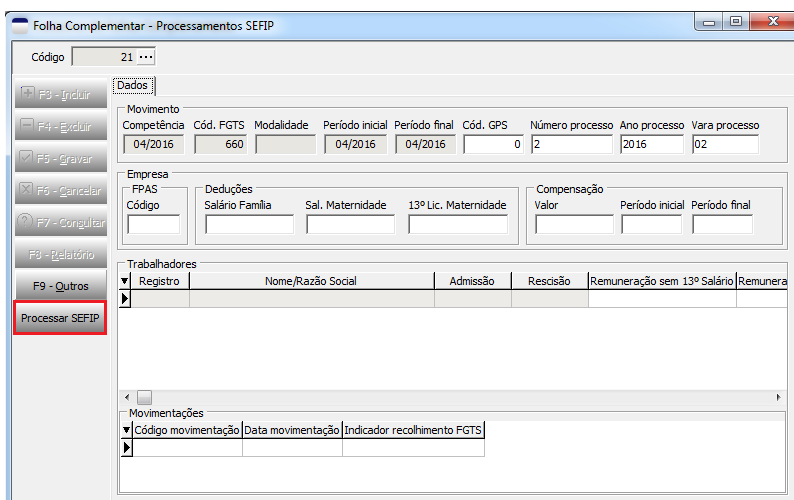 Folha Complementar - Processamentos SEFIP
Código 21 ...
F3 - Incluir
F4 - Excluir
F5 - Gravar
F6 - Cancelar
F7 - Consultar
F8 - Relatório
F9 - Outros
Processar SEFIP
Dados
Movimento
Competência Cód. FGTS Modalidade Período inicial Período final Cód. GPS Número processo Ano processo Vara processo
04/2016 660 04/2016 04/2016 0 2 2016 02
Empresa
FPAS Deduções Compensação
Código Salário Família Sal. Maternidade 13º Lic. Maternidade Valor Período inicial Período final
Trabalhadores
Registro Nome/Razão Social Admissão Rescisão Remuneração sem 13º Salário Remunera
Movimentações
Código movimentação Data movimentação Indicador recolhimento FGTS